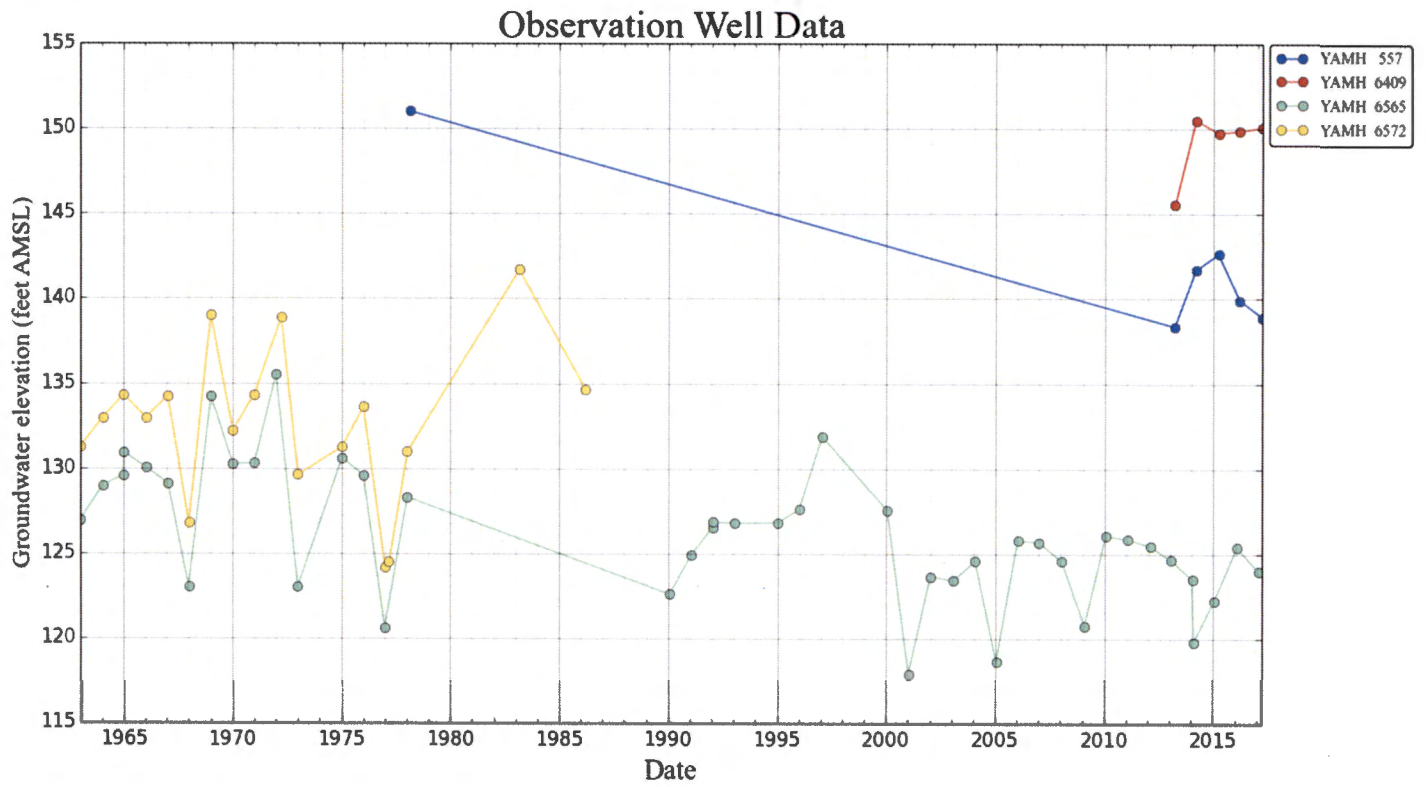 Observation Well Data
YAMH 557
YAMH 6409
YAMH 6565
YAMH 6572
Groundwater elevation (feet AMSL)
155
150
145
140
135
130
125
120
115
1965 1970 1975 1980 1985 1990 1995 2000 2005 2010 2015
Date